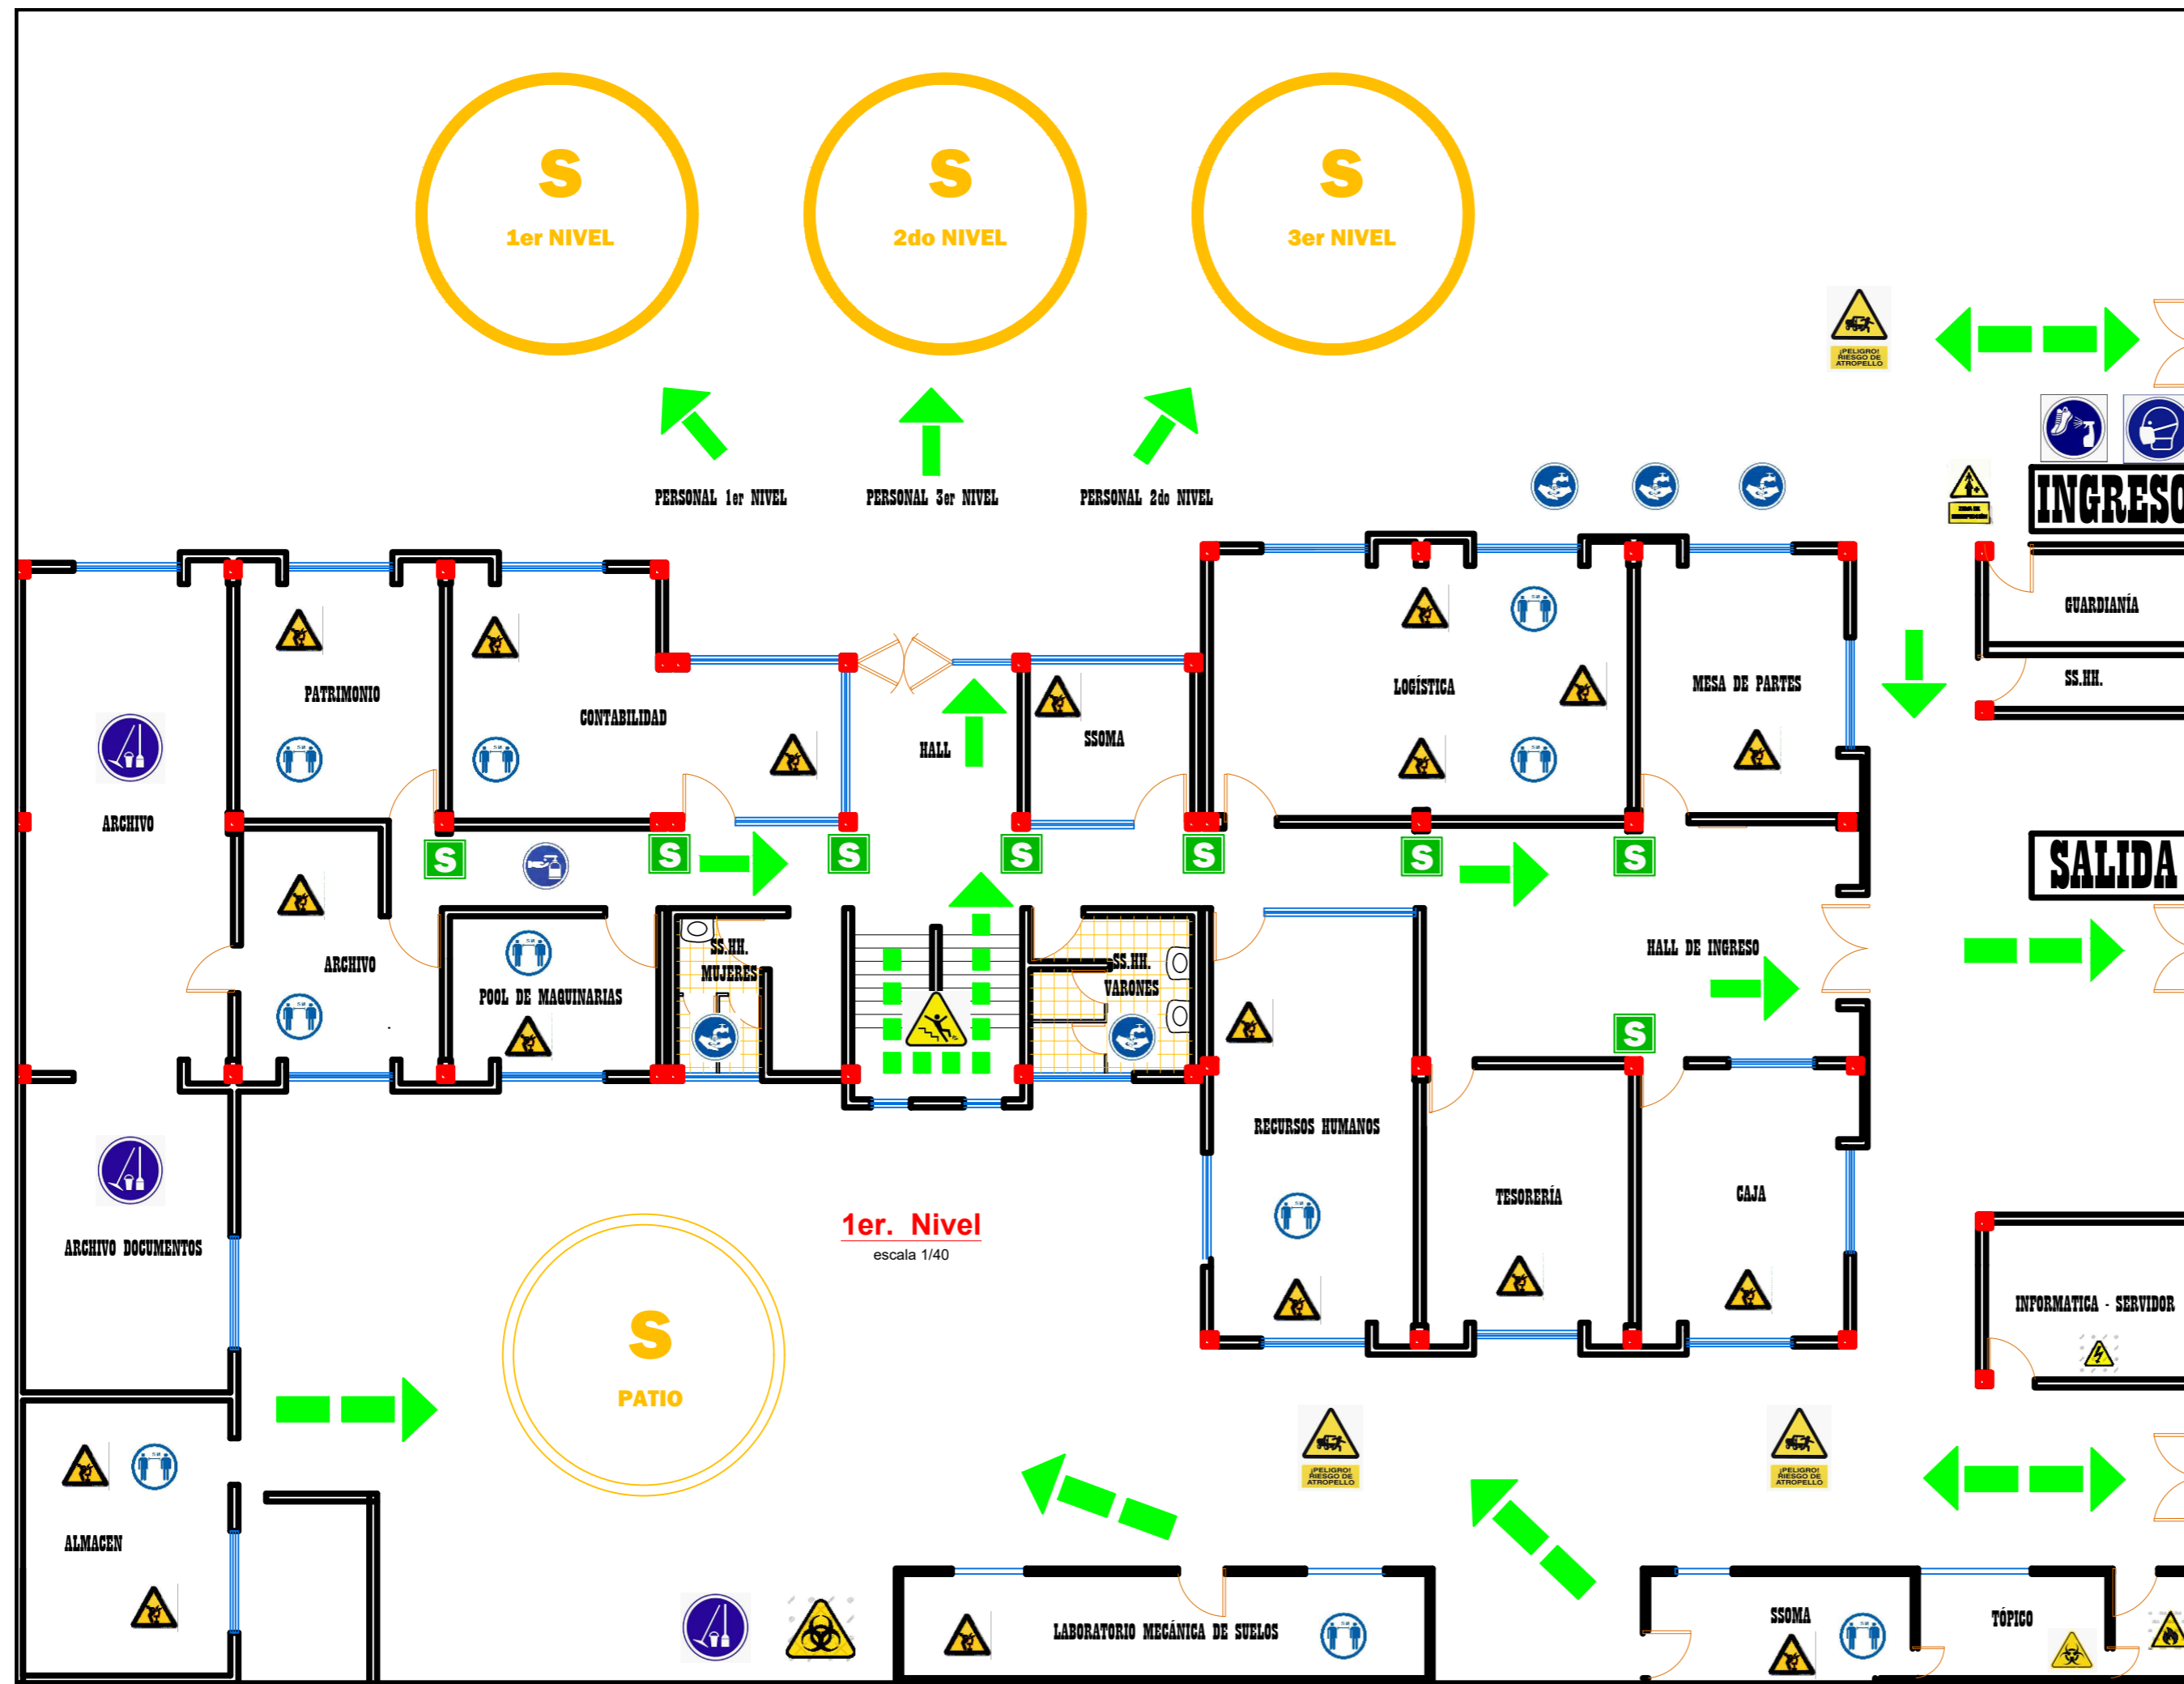 S
1er NIVEL
S
2do NIVEL
S
3er NIVEL
¡PELIGRO!
RIESGO DE
ATROPELLO
PERSONAL 1er NIVEL
PERSONAL 3er NIVEL
PERSONAL 2do NIVEL
INGRESO
GUARDIANÍA
SS.HH.
PATRIMONIO
CONTABILIDAD
HALL
SSOMA
LOGÍSTICA
MESA DE PARTES
ARCHIVO
S
S
S
S
S
S
S
SALIDA
ARCHIVO
POOL DE MAQUINARIAS
SS.HH.
MUJERES
SS.HH.
VARONES
HALL DE INGRESO
S
RECURSOS HUMANOS
TESORERÍA
CAJA
ARCHIVO DOCUMENTOS
1er. Nivel
escala 1/40
INFORMATICA - SERVIDOR
S
PATIO
¡PELIGRO!
RIESGO DE
ATROPELLO
¡PELIGRO!
RIESGO DE
ATROPELLO
ALMACEN
LABORATORIO MECÁNICA DE SUELOS
SSOMA
TÓPICO